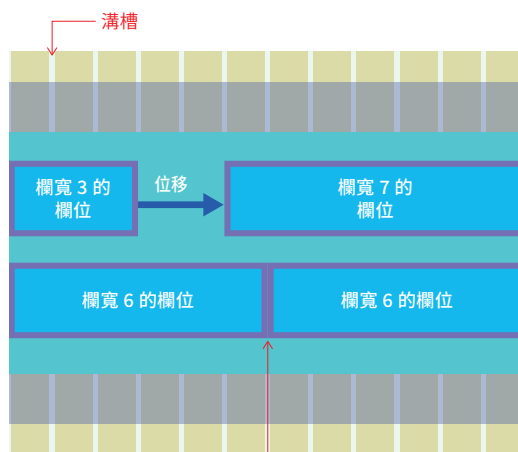 溝槽
欄寬 3 的
欄位
位移
欄寬 7 的
欄位
欄寬 6 的欄位
欄寬 6 的欄位